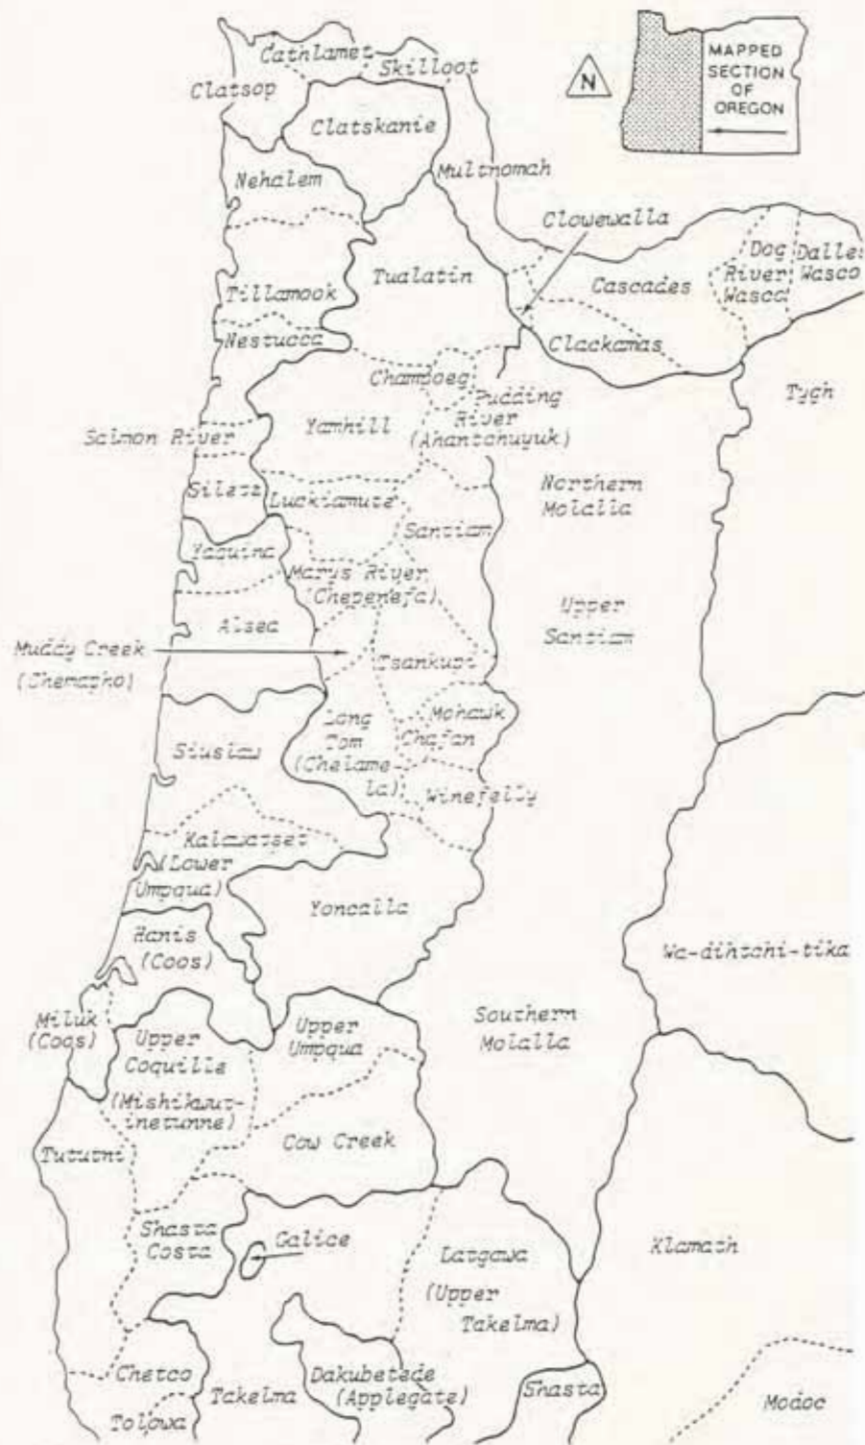 Cathlamet
Skilloot
Clatsop
Clatskanie
N
MAPPED
SECTION
OF
OREGON
Nehalem
Multnomah
Clowewalla
Tualatin
Tillamook
Nestucca
Cascades
Dog
River
Wasco
Dalles
Wasco
Clackamas
Champoeg
Pudding
River
(Ahantchuyuk)
Tygh
Yamhill
Salmon River
Siletz
Luckiamute
Northern
Molalla
Santiam
Yaquina
Marys River
(Chepenefa)
Alsea
Upper
Santiam
Muddy Creek
(Chemapho)
Tsankupi
Long
Tom
(Chelame-
la)
Mohawk
Chafan
Siuslaw
Winefelly
Kalawatset
(Lower
Umpqua)
Yoncalla
Hanis
(Coos)
Wa-dihtchi-tika
Miluk
(Coos)
Upper
Coquille
(Mishikwut-
inetunne)
Upper
Umpqua
Southern
Molalla
Cow Creek
Tututni
Shasta
Costa
Galice
Latgawa
(Upper
Takelma)
Klamath
Chetco
Tolowa
Takelma
Dakubetede
(Applegate)
Shasta
Modoc